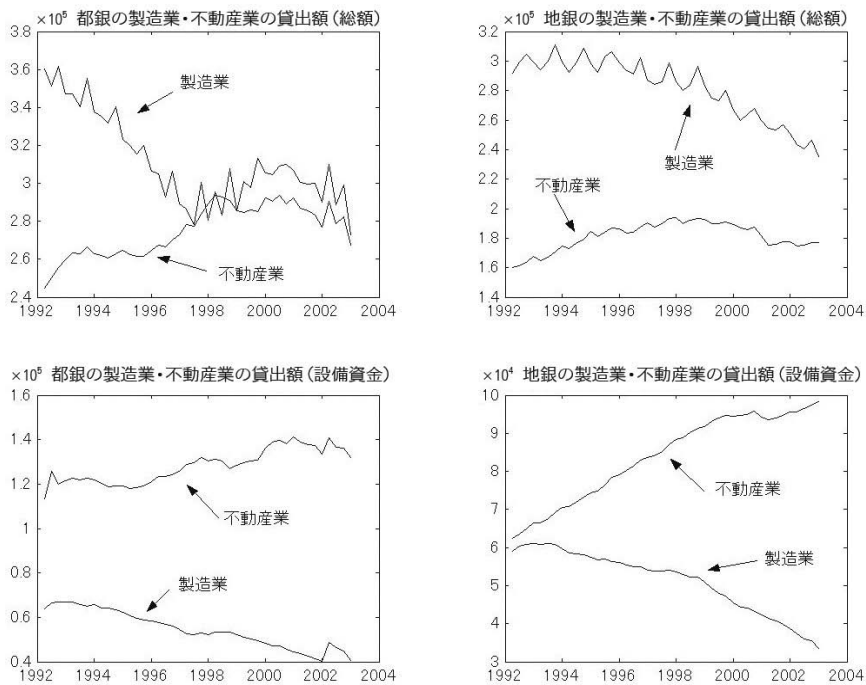 ×10⁵ 都銀の製造業・不動産業の貸出額(総額)
3 8
3 6
3 4
3 2
3
2 8
2 6
2 4
製造業
不動産業
1992 1994 1996 1998 2000 2002 2004
×10⁵ 地銀の製造業・不動産業の貸出額(総額)
3 2
3
2 8
2 6
2 4
2 2
2
1 8
1 6
1 4
製造業
不動産業
1992 1994 1996 1998 2000 2002 2004
×10⁵ 都銀の製造業・不動産業の貸出額(設備資金)
1 6
1 4
1 2
1
0 8
0 6
0 4
不動産業
製造業
1992 1994 1996 1998 2000 2002 2004
×10⁴ 地銀の製造業・不動産業の貸出額(設備資金)
10
9
8
7
6
5
4
3
不動産業
製造業
1992 1994 1996 1998 2000 2002 2004